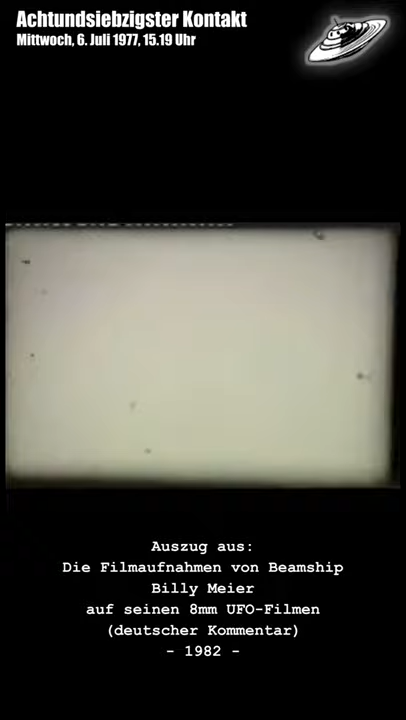 Achtundsiebzigster Kontakt
Mittwoch, 6. Juli 1977, 15.19 Uhr
Auszug aus:
Die Filmaufnahmen von Beamship
Billy Meier
auf seinen 8mm UFO-Filmen
(deutscher Kommentar)
- 1982 -